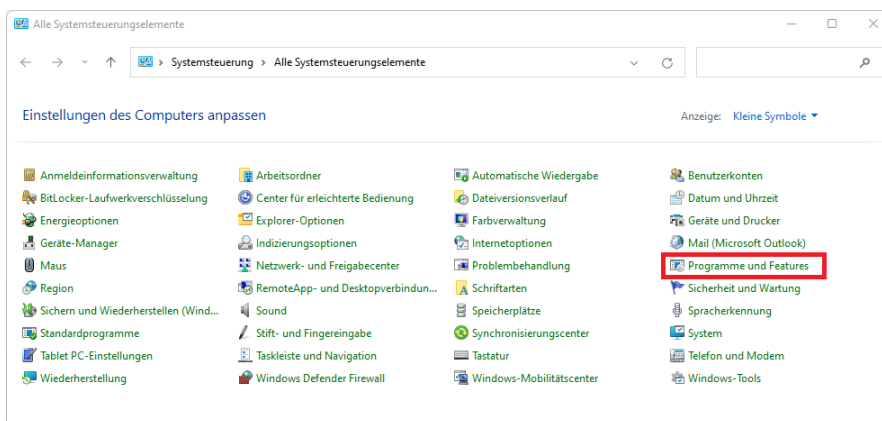 Alle Systemsteuerungselemente
Systemsteuerung > Alle Systemsteuerungselemente
Einstellungen des Computers anpassen
Anzeige: Kleine Symbole
Anmeldeinformationsverwaltung Arbeitsordner Automatische Wiedergabe Benutzerkonten
BitLocker-Laufwerkverschlüsselung Center für erleichterte Bedienung Dateiversionsverlauf Datum und Uhrzeit
Energieoptionen Explorer-Optionen Farbverwaltung Geräte und Drucker
Geräte-Manager Indizierungsoptionen Internetoptionen Mail (Microsoft Outlook)
Maus Netzwerk- und Freigabecenter Problembehandlung Programme und Features
Region RemoteApp- und Desktopverbindun... Schriftarten Sicherheit und Wartung
Sichern und Wiederherstellen (Wind... Sound Speicherplätze Spracherkennung
Standardprogramme Stift- und Fingereingabe Synchronisierungscenter System
Tablet PC-Einstellungen Taskleiste und Navigation Tastatur Telefon und Modem
Wiederherstellung Windows Defender Firewall Windows-Mobilitätscenter Windows-Tools